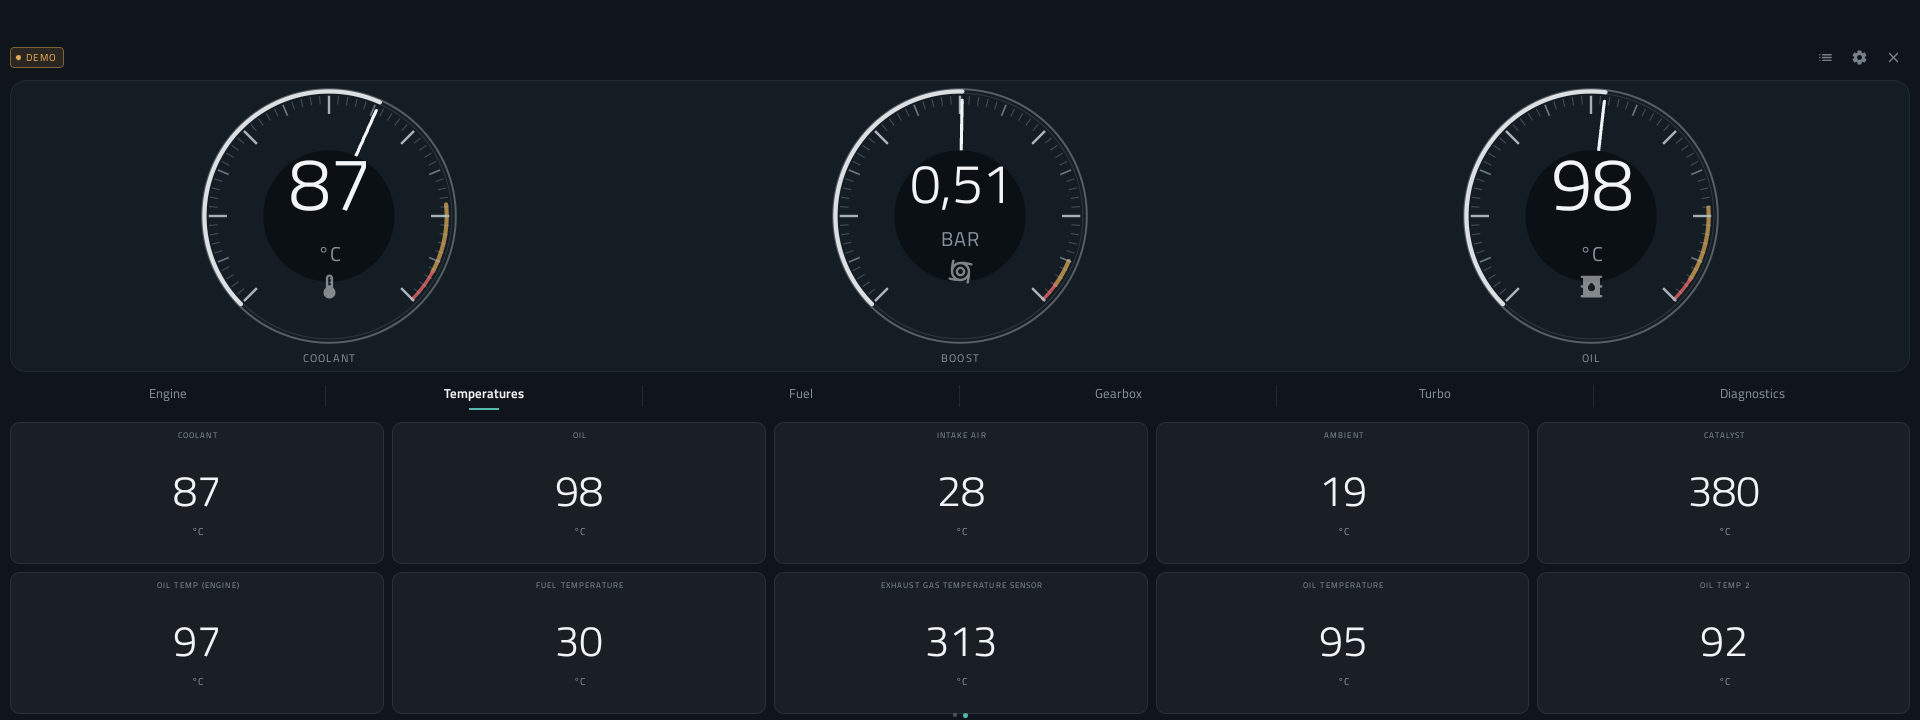 DEMO
87
°C
COOLANT
0,51
BAR
BOOST
98
°C
OIL
Engine
Temperatures
Fuel
Gearbox
Turbo
Diagnostics
COOLANT
87
°C
OIL
98
°C
INTAKE AIR
28
°C
AMBIENT
19
°C
CATALYST
380
°C
OIL TEMP (ENGINE)
97
°C
FUEL TEMPERATURE
30
°C
EXHAUST GAS TEMPERATURE SENSOR
313
°C
OIL TEMPERATURE
95
°C
OIL TEMP 2
92
°C